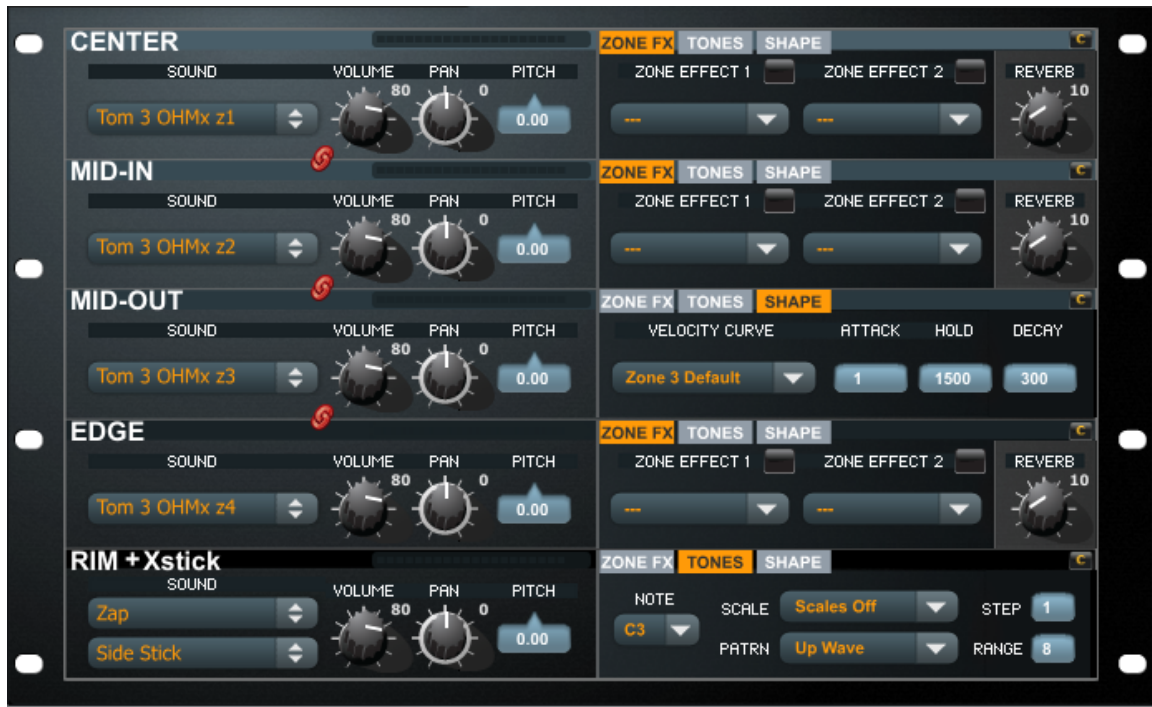 CENTER ZONE FX TONES SHAPE C
SOUND VOLUME PAN PITCH ZONE EFFECT 1 ZONE EFFECT 2 REVERB
80 0 10
Tom 3 OHMx z1 0.00 --- ---
MID-IN ZONE FX TONES SHAPE C
SOUND VOLUME PAN PITCH ZONE EFFECT 1 ZONE EFFECT 2 REVERB
80 0 10
Tom 3 OHMx z2 0.00 --- ---
MID-OUT ZONE FX TONES SHAPE C
SOUND VOLUME PAN PITCH VELOCITY CURVE ATTACK HOLD DECAY
80 0
Tom 3 OHMx z3 0.00 Zone 3 Default 1 1500 300
EDGE ZONE FX TONES SHAPE C
SOUND VOLUME PAN PITCH ZONE EFFECT 1 ZONE EFFECT 2 REVERB
80 0 10
Tom 3 OHMx z4 0.00 --- ---
RIM +Xstick ZONE FX TONES SHAPE C
SOUND VOLUME PAN PITCH NOTE
Zap 80 0 SCALE Scales Off STEP 1
C3
Side Stick 0.00 PATRN Up Wave RANGE 8